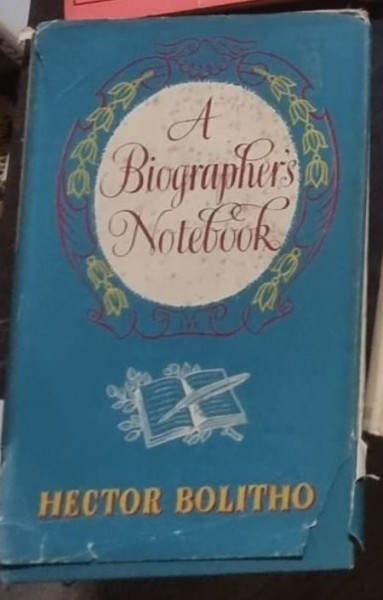 A
Biographer's
Notebook
HECTOR BOLITHO